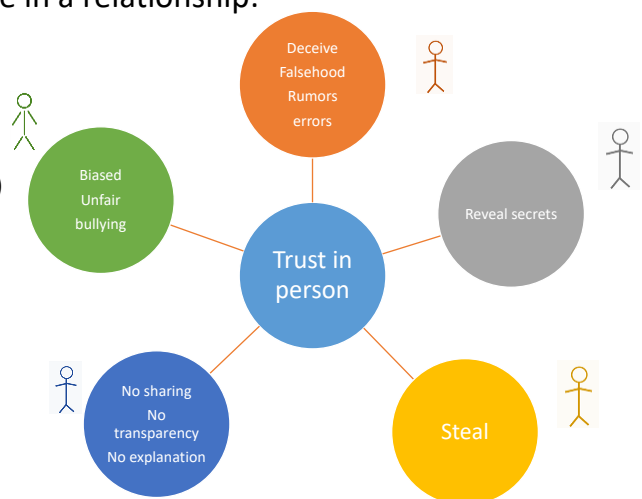 e in a relationship.
Deceive
Falsehood
Rumors
errors
Biased
Unfair
bullying
Reveal secrets
Trust in
person
No sharing
No
transparency
No explanation
Steal